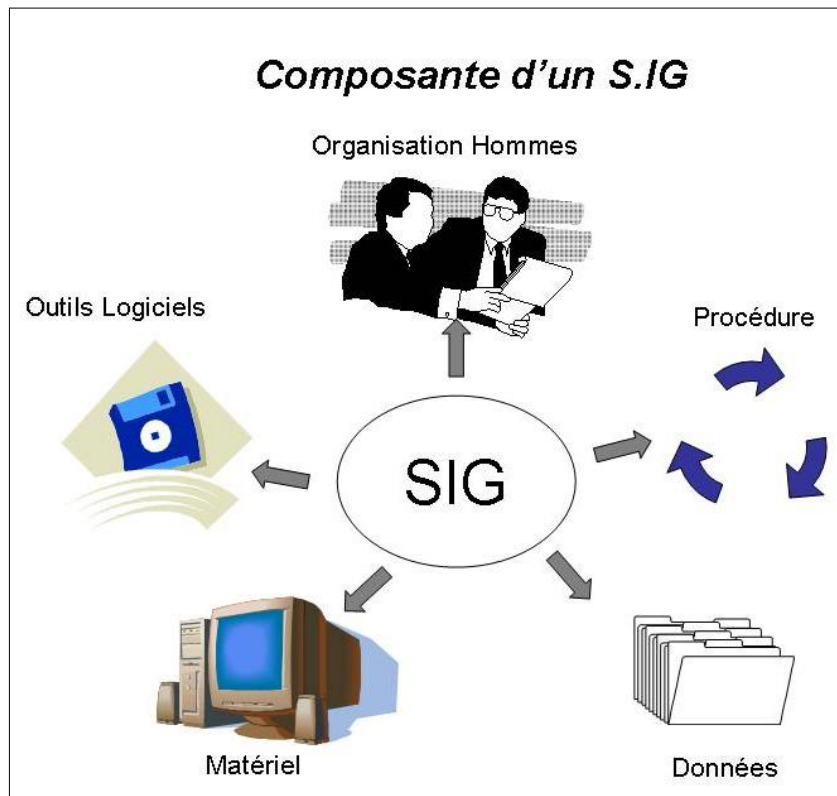 Composante d'un S.IG
Organisation Hommes
Outils Logiciels
Procédure
SIG
Matériel
Données